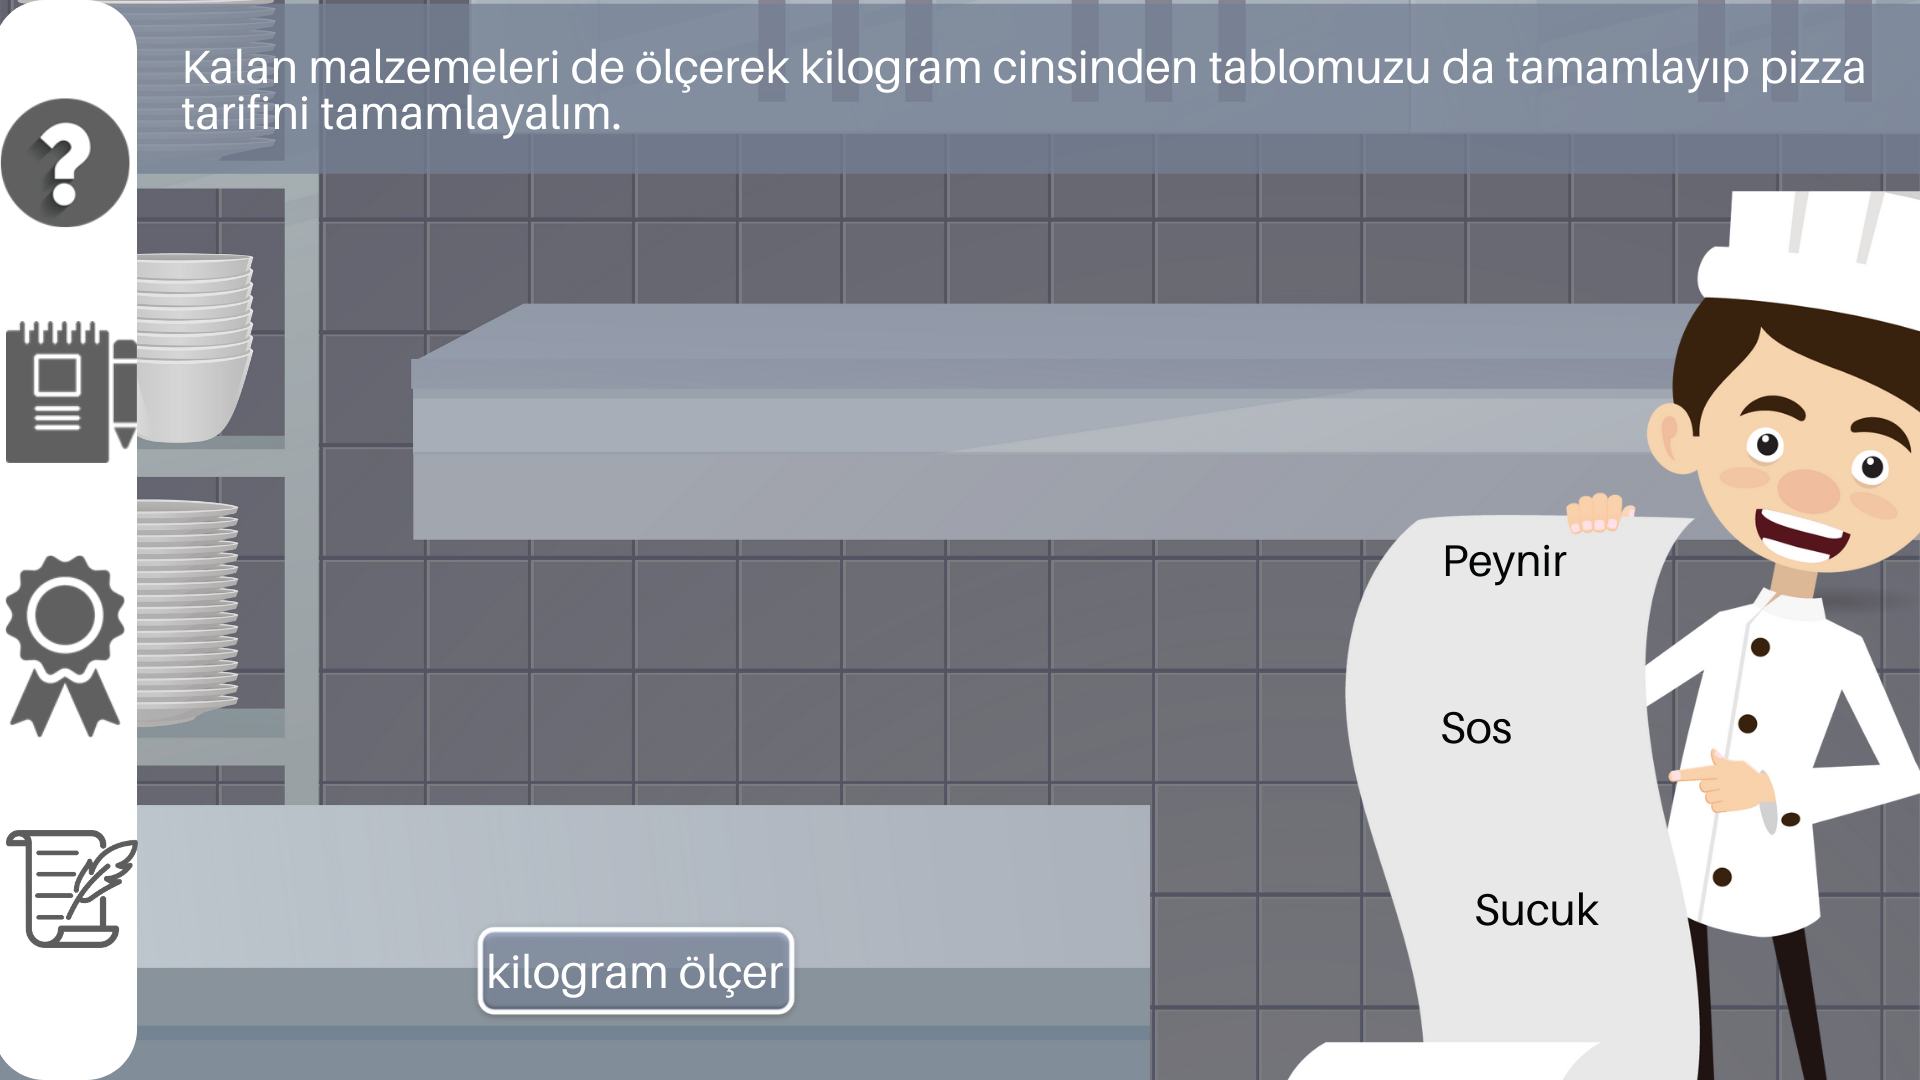 Kalan malzemeleri de ölçerek kilogram cinsinden tablomuzu da tamamlayıp pizza
tarifini tamamlayalım.
Peynir
Sos
Sucuk
kilogram ölçer